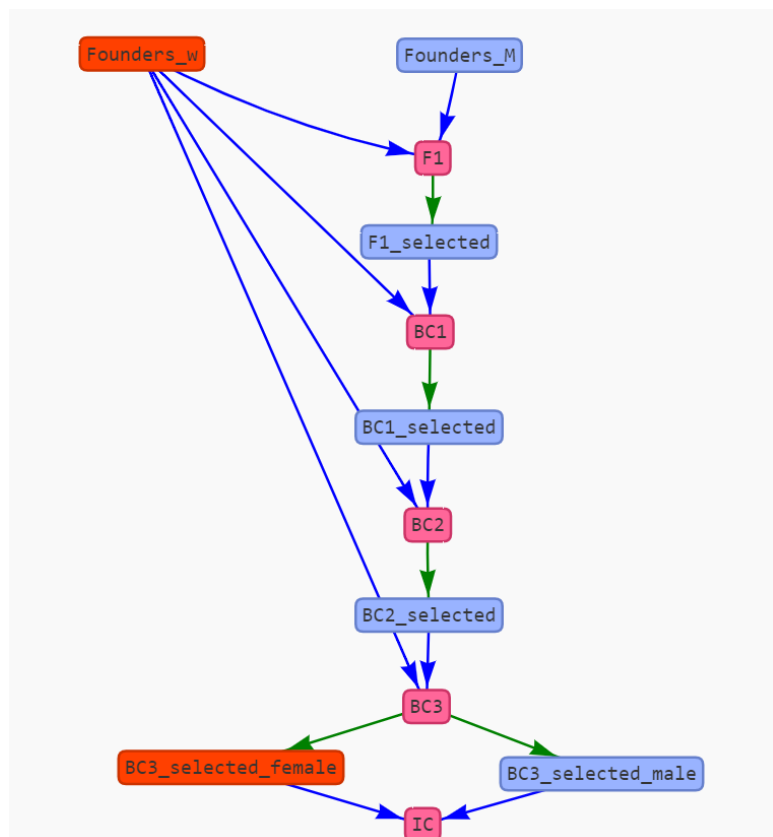 Founders_w
Founders_M
F1
F1_selected
BC1
BC1_selected
BC2
BC2_selected
BC3
BC3_selected_female
BC3_selected_male
IC